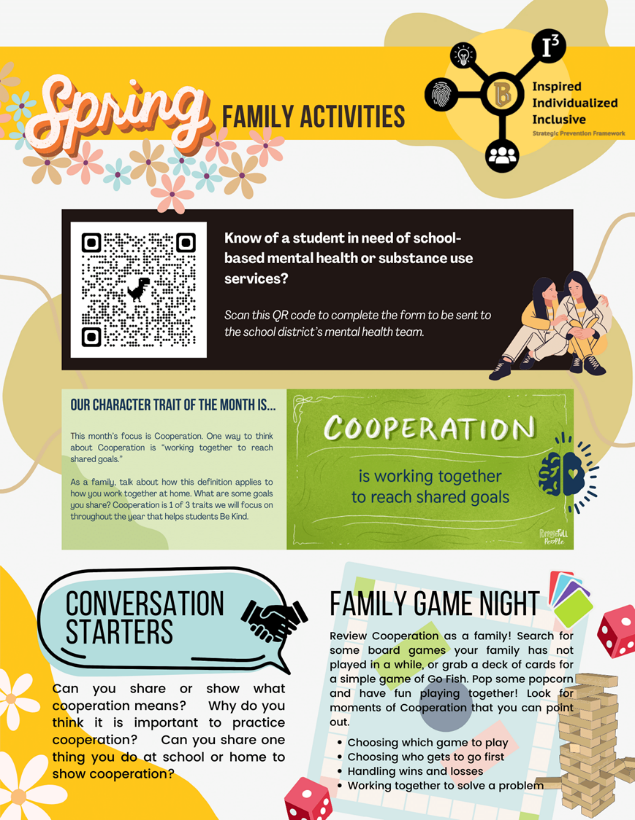 Spring
FAMILY ACTIVITIES
I³
B
Inspired
Individualized
Inclusive
Strategic Prevention Framework
Know of a student in need of school-
based mental health or substance use
services?
Scan this QR code to complete the form to be sent to
the school district's mental health team.
OUR CHARACTER TRAIT OF THE MONTH IS...
This month's focus is Cooperation. One way to think
about Cooperation is "working together to reach
shared goals."
As a family, talk about how this definition applies to
how you work together at home. What are some goals
you share? Cooperation is 1 of 3 traits we will focus on
throughout the year that helps students Be Kind.
COOPERATION
is working together
to reach shared goals
PurposeFull
People
CONVERSATION
STARTERS
Can you share or show what
cooperation means? Why do you
think it is important to practice
cooperation? Can you share one
thing you do at school or home to
show cooperation?
FAMILY GAME NIGHT
Review Cooperation as a family! Search for
some board games your family has not
played in a while, or grab a deck of cards for
a simple game of Go Fish. Pop some popcorn
and have fun playing together! Look for
moments of Cooperation that you can point
out.
• Choosing which game to play
• Choosing who gets to go first
• Handling wins and losses
• Working together to solve a problem